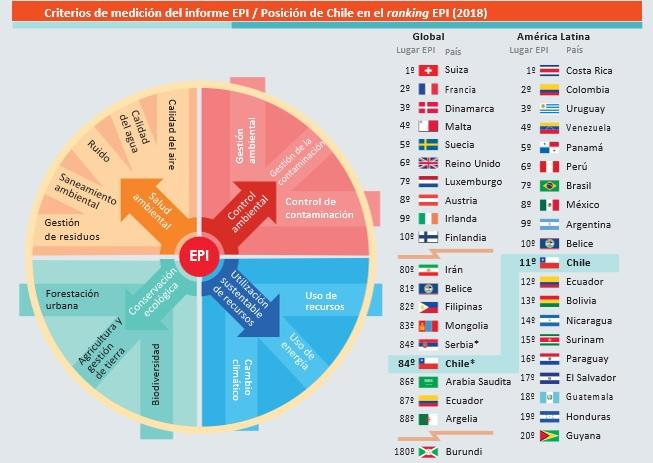 Criterios de medición del informe EPI / Posición de Chile en el ranking EPI (2018)
Calidad del aire
Calidad
del agua
Ruido
Saneamiento
ambiental
Gestión
de residuos
Salud
ambiental
Gestión
ambiental
Gestión de la
contaminación
Control de
contaminación
Control
ambiental
EPI
Forestación
urbana
Agricultura y
gestión
de tierra
Biodiversidad
Conservación
ecológica
Utilización
sustentable
de recursos
Uso de
recursos
Uso de
energía
Cambio
climático
Global
Lugar EPI País
1º Suiza
2º Francia
3º Dinamarca
4º Malta
5º Suecia
6º Reino Unido
7º Luxemburgo
8º Austria
9º Irlanda
10º Finlandia
80º Irán
81º Belice
82º Filipinas
83º Mongolia
84º Serbia*
84º Chile*
86º Arabia Saudita
87º Ecuador
88º Argelia
180º Burundi
América Latina
Lugar EPI País
1º Costa Rica
2º Colombia
3º Uruguay
4º Venezuela
5º Panamá
6º Perú
7º Brasil
8º México
9º Argentina
10º Belice
11º Chile
12º Ecuador
13º Bolivia
14º Nicaragua
15º Surinam
16º Paraguay
17º El Salvador
18º Guatemala
19º Honduras
20º Guyana